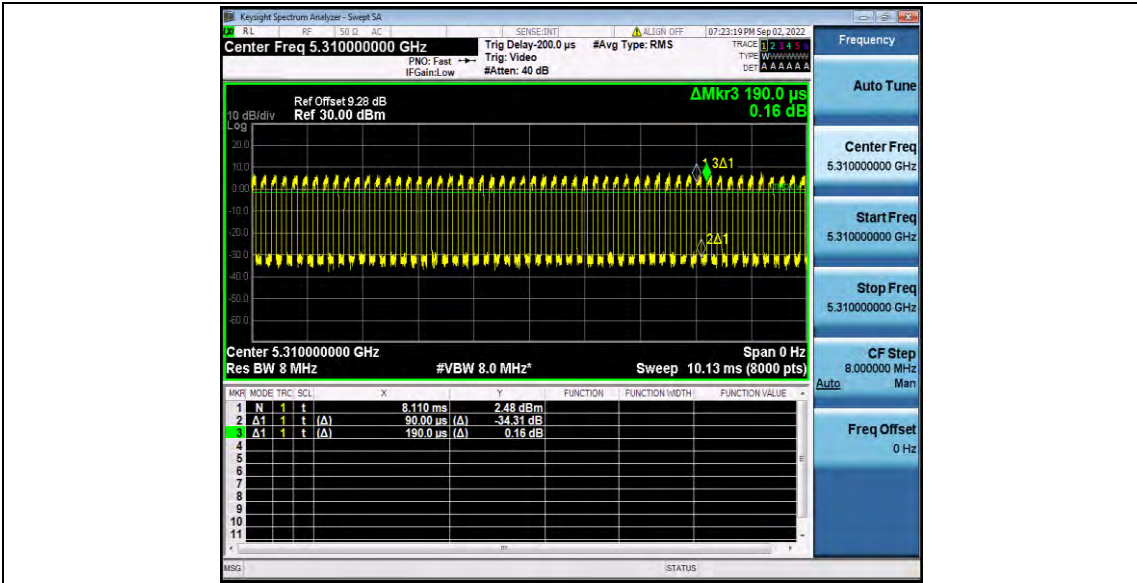 Keysight Spectrum Analyzer - Swept SA
RL RF 50 Ω AC SENSE:INT ALIGN OFF 07:23:19 PM Sep 02, 2022
Center Freq 5.310000000 GHz
PNO: Fast
IFGain:Low
Trig Delay-200.0 µs
Trig: Video
#Atten: 40 dB
#Avg Type: RMS
TRACE 1 2 3 4 5 6
TYPE
DET A A A A A A
Frequency
ΔMkr3 190.0 µs
0.16 dB
Ref Offset 9.28 dB
10 dB/div Ref 30.00 dBm
Log
20.0
10.0
0.00
-10.0
-20.0
-30.0
-40.0
-50.0
-60.0
1 3Δ1
2Δ1
Center 5.310000000 GHz Span 0 Hz
Res BW 8 MHz #VBW 8.0 MHz* Sweep 10.13 ms (8000 pts)
MKR MODE TRC SCL X Y FUNCTION FUNCTION WIDTH FUNCTION VALUE
1 N 1 t 8.110 ms 2.48 dBm
2 Δ1 1 t (Δ) 90.00 µs (Δ) -34.31 dB
3 Δ1 1 t (Δ) 190.0 µs (Δ) 0.16 dB
4
5
6
7
8
9
10
11
MSG STATUS
Auto Tune
Center Freq
5.310000000 GHz
Start Freq
5.310000000 GHz
Stop Freq
5.310000000 GHz
CF Step
8.000000 MHz
Auto Man
Freq Offset
0 Hz